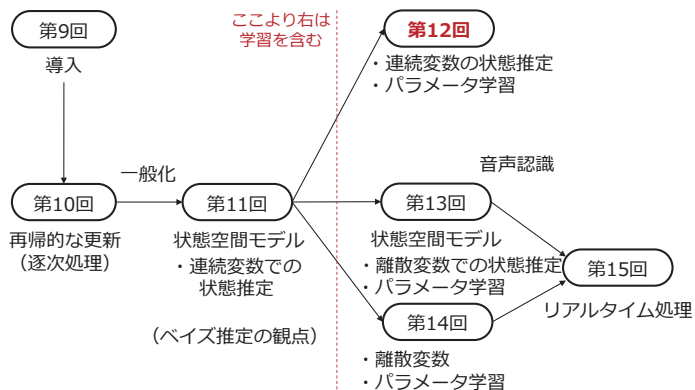 第9回
導入
ここより右は
学習を含む
第12回
・連続変数の状態推定
・パラメータ学習
一般化
音声認識
第10回
再帰的な更新
（逐次処理）
第11回
状態空間モデル
・連続変数での
状態推定
（ベイズ推定の観点）
第13回
状態空間モデル
・離散変数での状態推定
・パラメータ学習
第14回
・離散変数
・パラメータ学習
第15回
リアルタイム処理